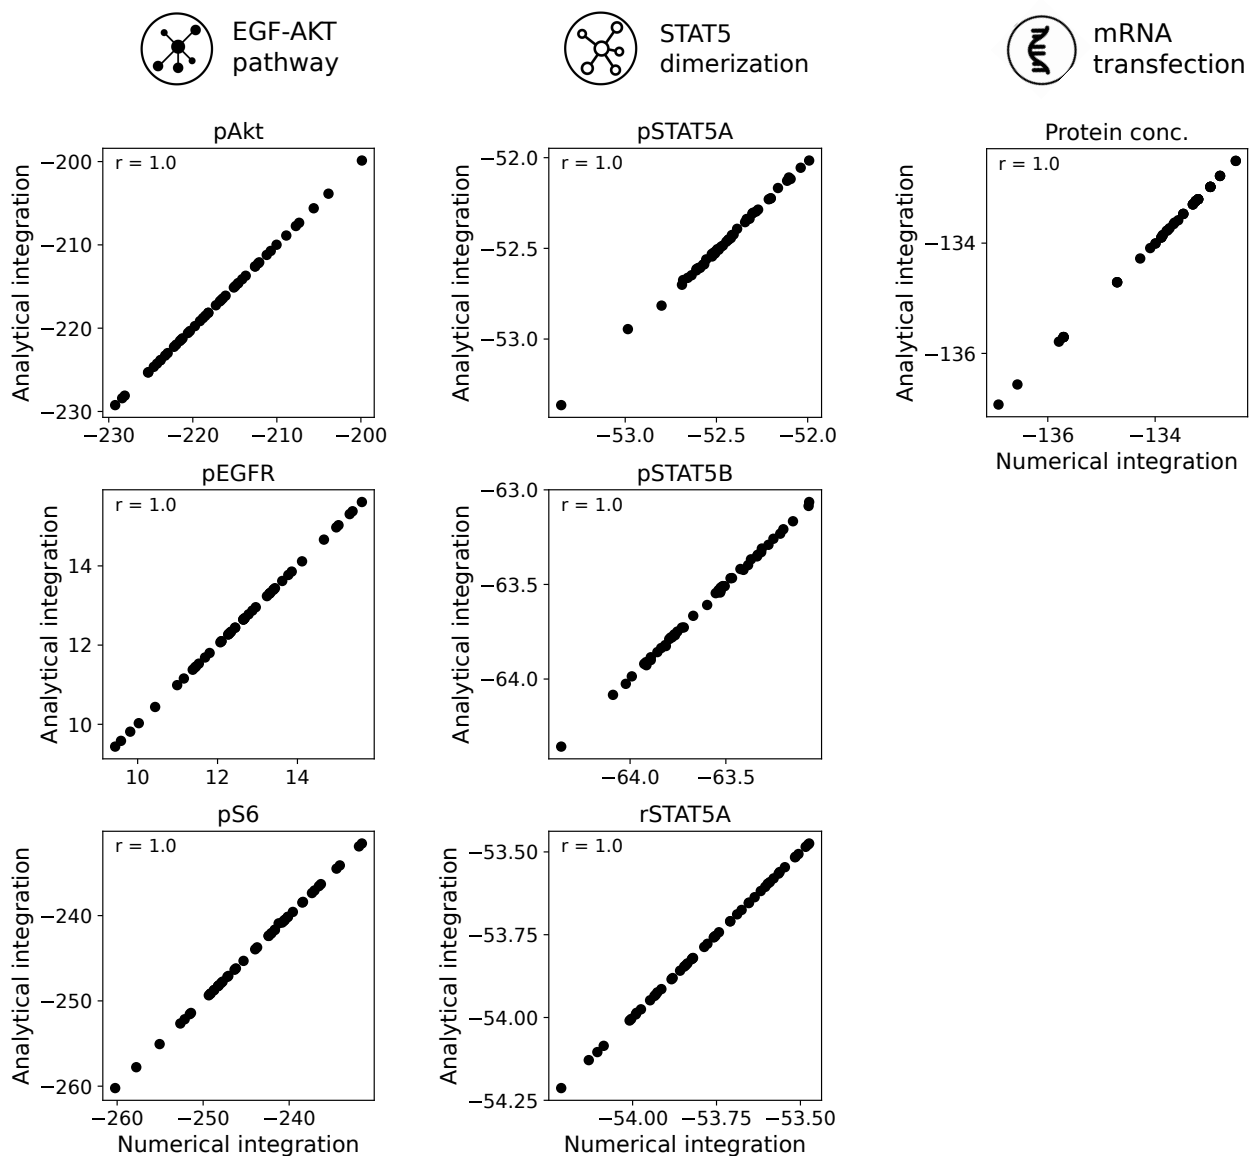 EGF-AKT
pathway
STAT5
dimerization
mRNA
transfection
pAkt
r = 1.0
Analytical integration
−200
−210
−220
−230
−230
−220
−210
−200
pSTAT5A
r = 1.0
Analytical integration
−52.0
−52.5
−53.0
−53.0
−52.5
−52.0
Protein conc.
r = 1.0
Analytical integration
−134
−136
−136
−134
Numerical integration
pEGFR
r = 1.0
Analytical integration
14
12
10
10
12
14
pSTAT5B
r = 1.0
Analytical integration
−63.0
−63.5
−64.0
−64.0
−63.5
pS6
r = 1.0
Analytical integration
−240
−250
−260
−260
−250
−240
Numerical integration
rSTAT5A
r = 1.0
Analytical integration
−53.50
−53.75
−54.00
−54.25
−54.00
−53.75
−53.50
Numerical integration